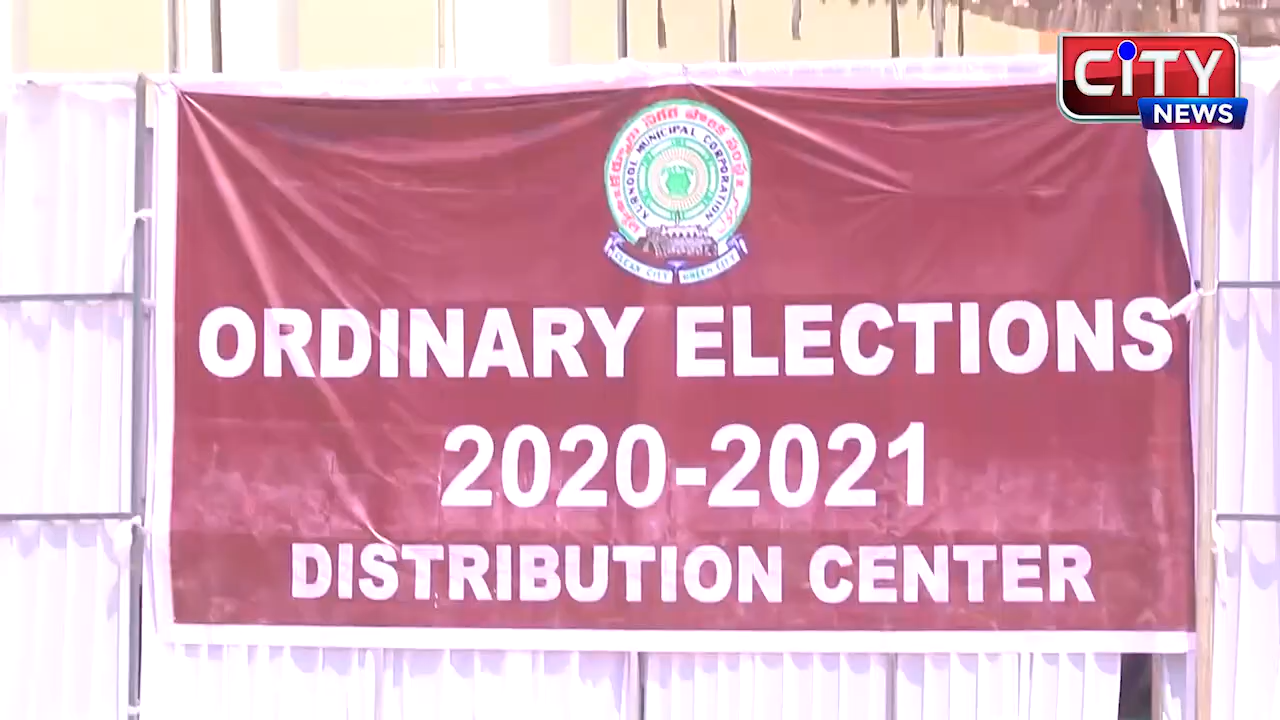 CiTY
NEWS
KURNOOL MUNICIPAL CORPORATION
CLEAN CITY GREEN CITY
ORDINARY ELECTIONS
2020-2021
DISTRIBUTION CENTER